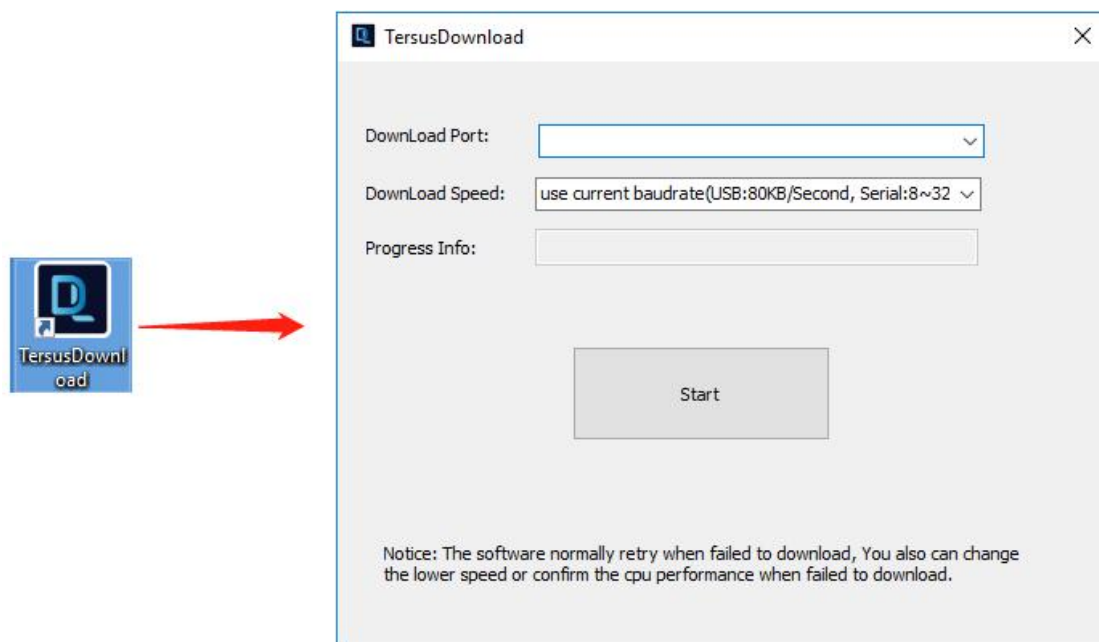 TersusDownload
DownLoad Port:
DownLoad Speed:
use current baudrate(USB:80KB/Second, Serial:8~32
Progress Info:
TersusDownl
oad
Start
Notice: The software normally retry when failed to download, You also can change
the lower speed or confirm the cpu performance when failed to download.